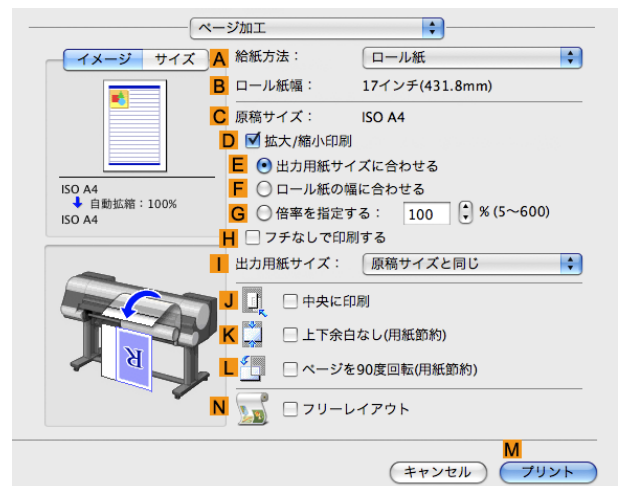 ページ加工
イメージ サイズ
A 給紙方法： ロール紙
B ロール紙幅： 17インチ(431.8mm)
C 原稿サイズ： ISO A4
D 拡大/縮小印刷
E 出力用紙サイズに合わせる
F ロール紙の幅に合わせる
G 倍率を指定する： 100 % (5～600)
H フチなしで印刷する
ISO A4
自動拡縮：100%
ISO A4
I 出力用紙サイズ： 原稿サイズと同じ
J 中央に印刷
K 上下余白なし(用紙節約)
L ページを90度回転(用紙節約)
R
N フリーレイアウト
M
キャンセル プリント